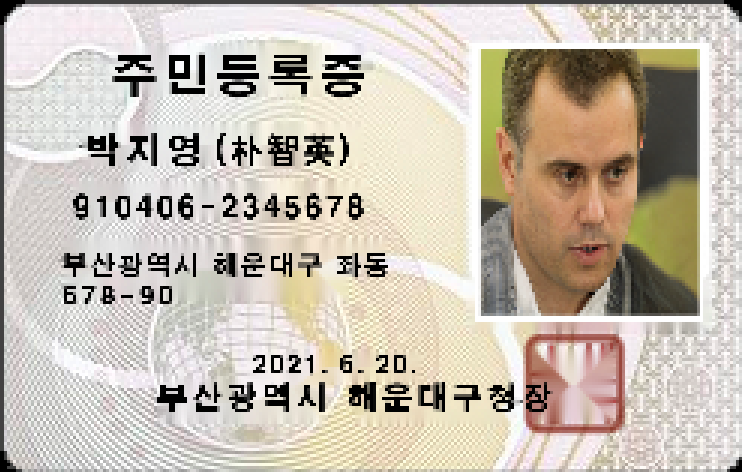 주민등록증
박지영(朴智英)
910406-2345678
부산광역시 해운대구 좌동
678-90
2021. 6. 20.
부산광역시 해운대구청장